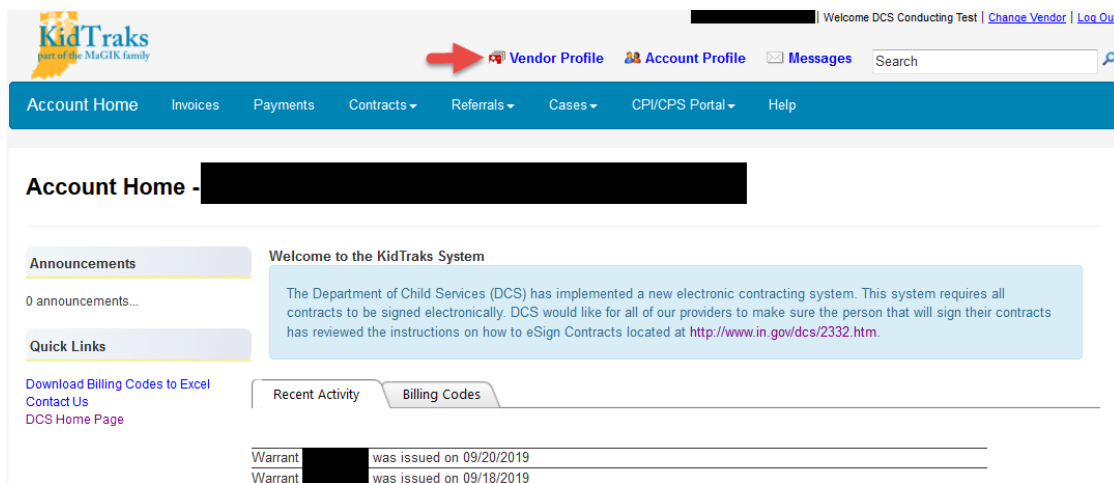 Welcome DCS Conducting Test | Change Vendor | Log Ou
KidTraks
part of the MaGIK family
Vendor Profile Account Profile Messages Search
Account Home Invoices Payments Contracts Referrals Cases CPI/CPS Portal Help
Account Home -
Announcements
0 announcements...
Quick Links
Download Billing Codes to Excel
Contact Us
DCS Home Page
Welcome to the KidTraks System
The Department of Child Services (DCS) has implemented a new electronic contracting system. This system requires all
contracts to be signed electronically. DCS would like for all of our providers to make sure the person that will sign their contracts
has reviewed the instructions on how to eSign Contracts located at http://www.in.gov/dcs/2332.htm.
Recent Activity Billing Codes
Warrant was issued on 09/20/2019
Warrant was issued on 09/18/2019